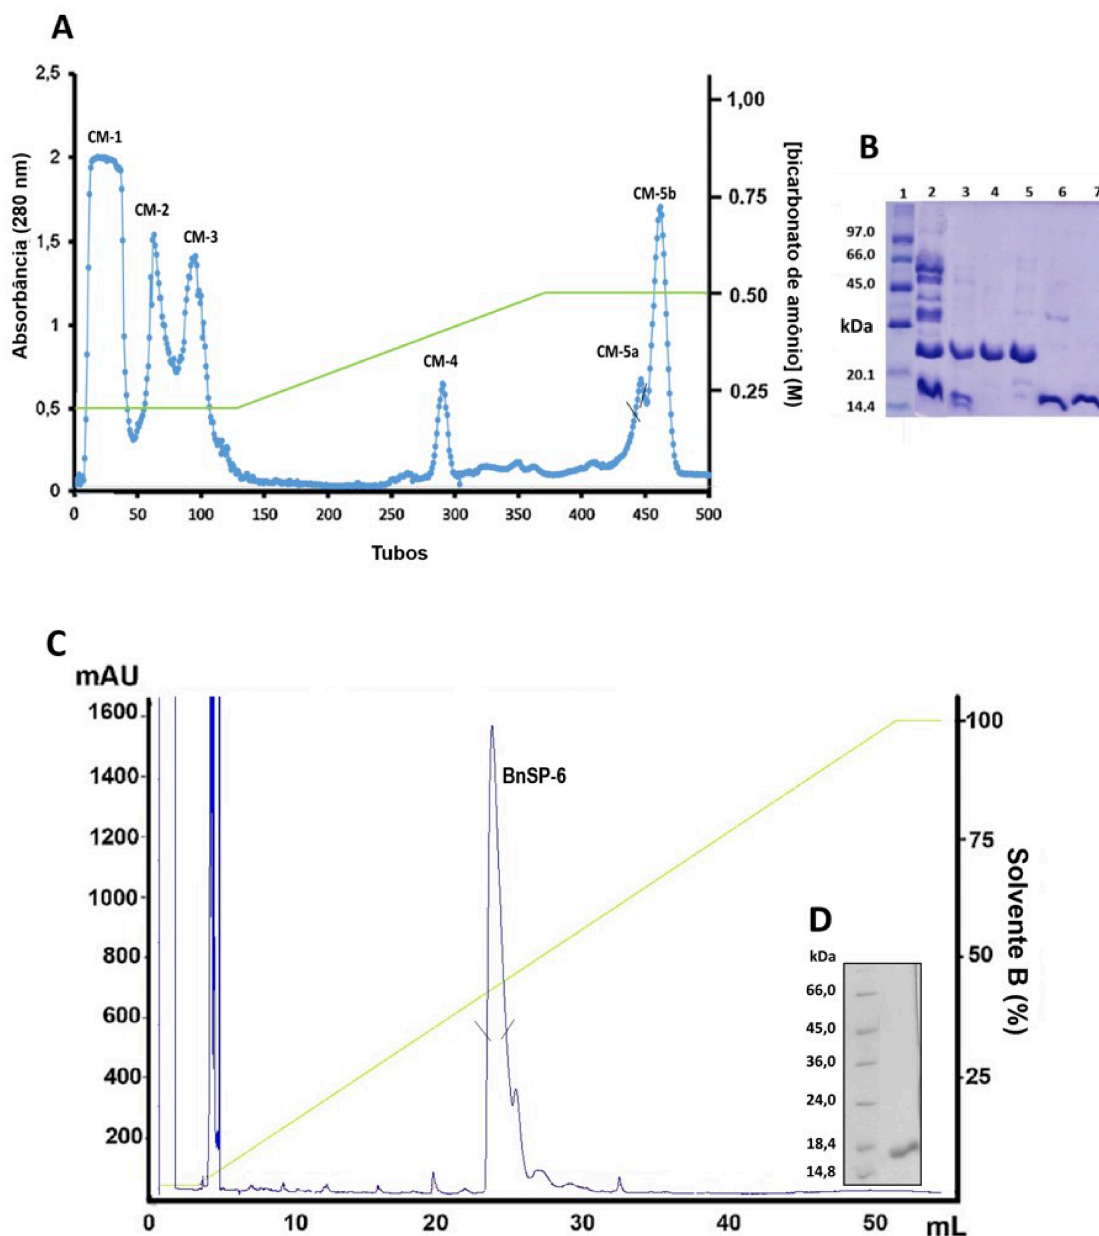 A
2,5
2
1,5
1
0,5
0
Absorbância (280 nm)
CM-1
CM-2
CM-3
CM-4
CM-5a
CM-5b
1,00
0.75
0.50
0.25
[bicarbonato de amônio] (M)
0 50 100 150 200 250 300 350 400 450 500
Tubos
B
1 2 3 4 5 6 7
97.0
66.0
45.0
kDa
20.1
14.4
C
mAU
1600
1400
1200
1000
800
600
400
200
BnSP-6
100
75
50
25
Solvente B (%)
D
kDa
66,0
45,0
36,0
24,0
18,4
14,8
0 10 20 30 40 50 mL